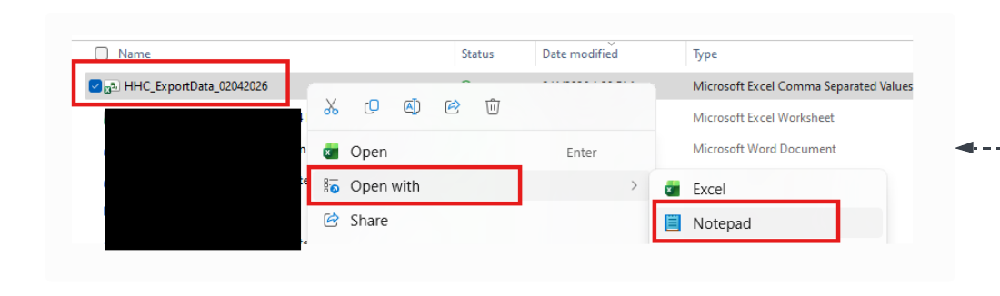 Name Status Date modified Type
HHC_ExportData_02042026 Microsoft Excel Comma Separated Values
Microsoft Excel Worksheet
Open Enter Microsoft Word Document
Open with Excel
Share Notepad